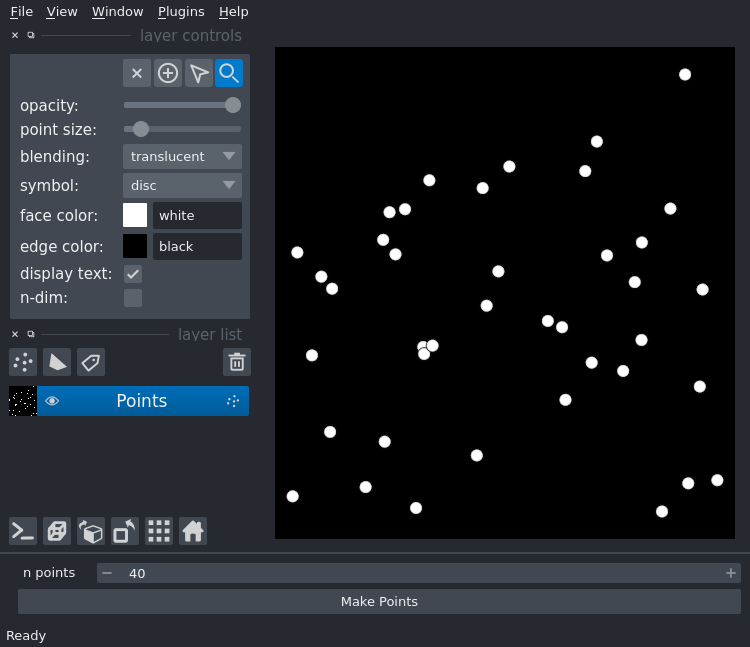 File View Window Plugins Help
layer controls
opacity:
point size:
blending: translucent
symbol: disc
face color: white
edge color: black
display text:
n-dim:
layer list
Points
n points 40
Make Points
Ready